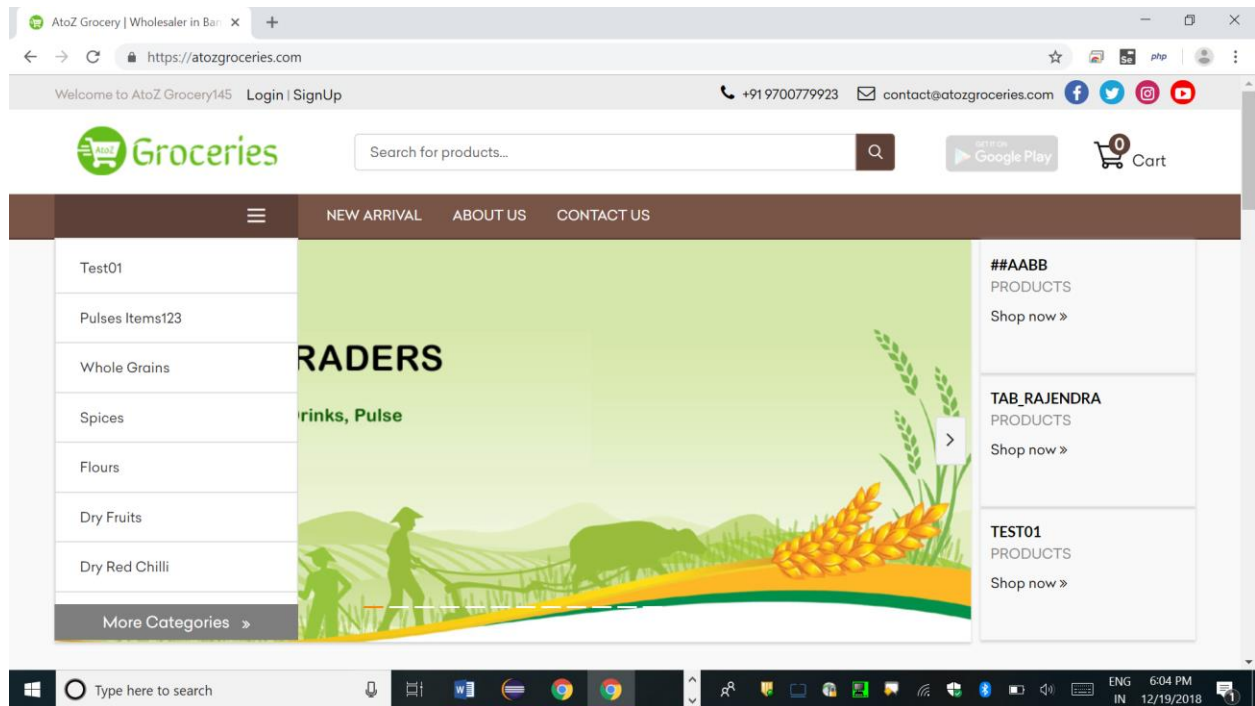 AtoZ Grocery | Wholesaler in Ban
https://atozgroceries.com
Se php
Welcome to AtoZ Grocery145 Login | SignUp +91 9700779923 contact@atozgroceries.com
AtoZ Groceries
Search for products...
GET IT ON
Google Play
0
Cart
NEW ARRIVAL ABOUT US CONTACT US
Test01
Pulses Items123
Whole Grains
Spices
Flours
Dry Fruits
Dry Red Chilli
More Categories »
RADERS
rinks, Pulse
##AABB
PRODUCTS
Shop now »
TAB_RAJENDRA
PRODUCTS
Shop now »
TEST01
PRODUCTS
Shop now »
Type here to search
ENG 6:04 PM
IN 12/19/2018
1